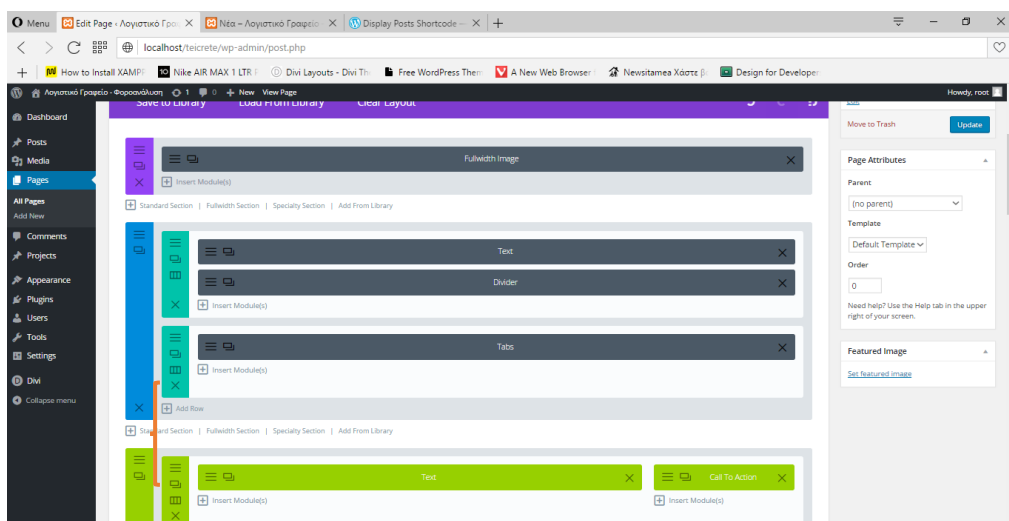 Menu
Edit Page ‹ Λογιστικό Γρα
Νέα – Λογιστικό Γραφείο
Display Posts Shortcode —
localhost/teicrete/wp-admin/post.php
How to Install XAMPP
Nike AIR MAX 1 LTR
Divi Layouts - Divi Th
Free WordPress Them
A New Web Browser
Newsitamea Χάστε β
Design for Developer
Λογιστικό Γραφείο - Φοροανάλυση 1 0 New View Page
Howdy, root
Dashboard
Posts
Media
Pages
All Pages
Add New
Comments
Projects
Appearance
Plugins
Users
Tools
Settings
Divi
Collapse menu
Save to Library Load From Library Clear Layout
Fullwidth Image
Insert Module(s)
Standard Section | Fullwidth Section | Specialty Section | Add From Library
Text
Divider
Insert Module(s)
Tabs
Insert Module(s)
Add Row
Standard Section | Fullwidth Section | Specialty Section | Add From Library
Text
Call To Action
Insert Module(s)
Insert Module(s)
Edit
Move to Trash
Update
Page Attributes
Parent
(no parent)
Template
Default Template
Order
0
Need help? Use the Help tab in the upper
right of your screen.
Featured Image
Set featured image